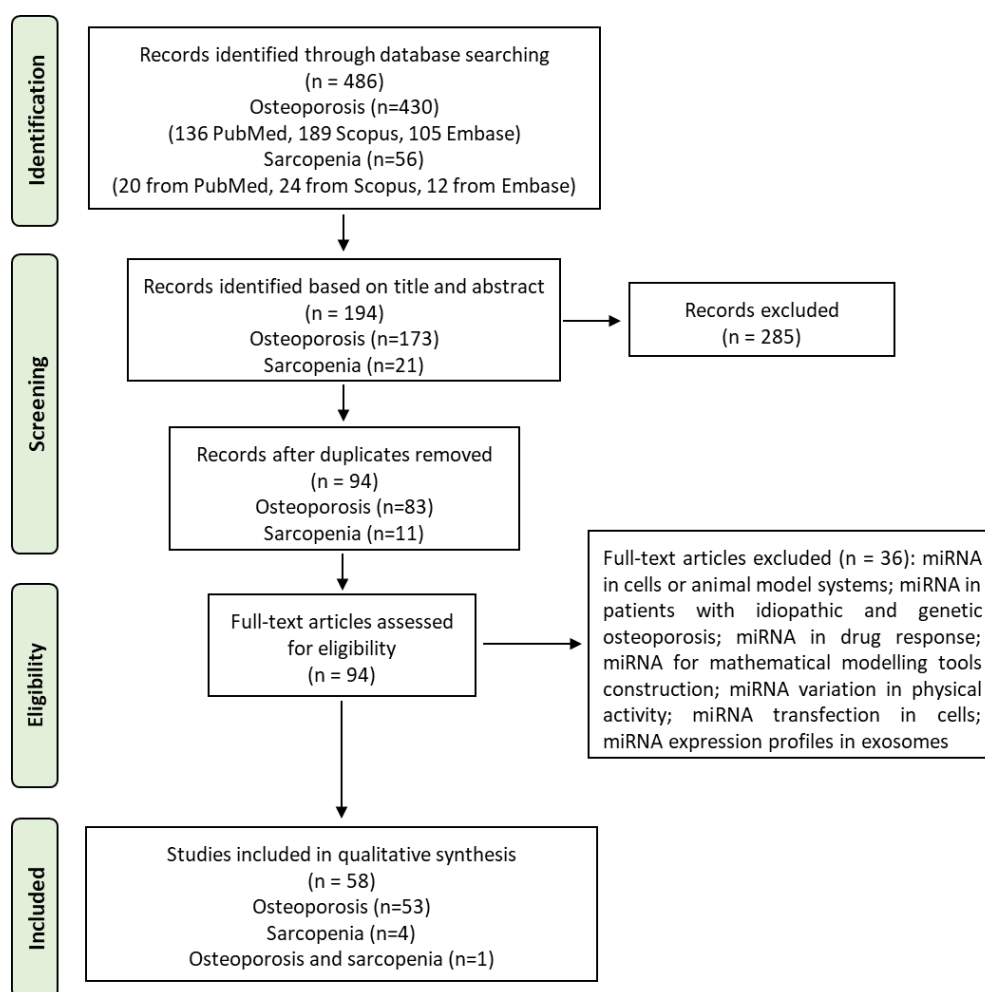 Identification
Records identified through database searching
(n = 486)
Osteoporosis (n=430)
(136 PubMed, 189 Scopus, 105 Embase)
Sarcopenia (n=56)
(20 from PubMed, 24 from Scopus, 12 from Embase)
Screening
Records identified based on title and abstract
(n = 194)
Osteoporosis (n=173)
Sarcopenia (n=21)
Records excluded
(n = 285)
Records after duplicates removed
(n = 94)
Osteoporosis (n=83)
Sarcopenia (n=11)
Eligibility
Full-text articles assessed
for eligibility
(n = 94)
Full-text articles excluded (n = 36): miRNA
in cells or animal model systems; miRNA in
patients with idiopathic and genetic
osteoporosis; miRNA in drug response;
miRNA for mathematical modelling tools
construction; miRNA variation in physical
activity; miRNA transfection in cells;
miRNA expression profiles in exosomes
Included
Studies included in qualitative synthesis
(n = 58)
Osteoporosis (n=53)
Sarcopenia (n=4)
Osteoporosis and sarcopenia (n=1)